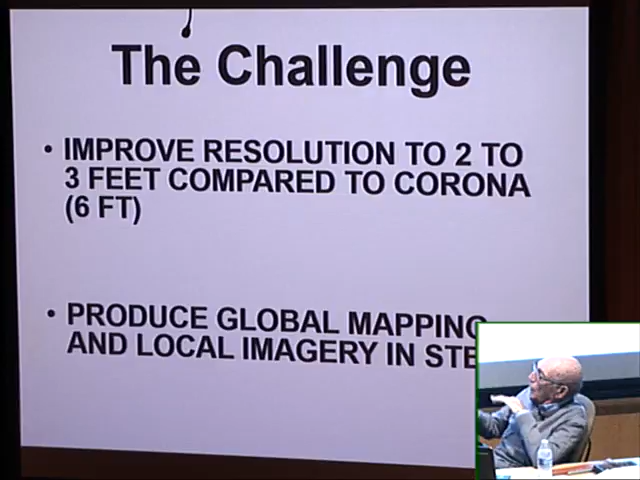 The Challenge
• IMPROVE RESOLUTION TO 2 TO
3 FEET COMPARED TO CORONA
(6 FT)
• PRODUCE GLOBAL MAPPING
AND LOCAL IMAGERY IN